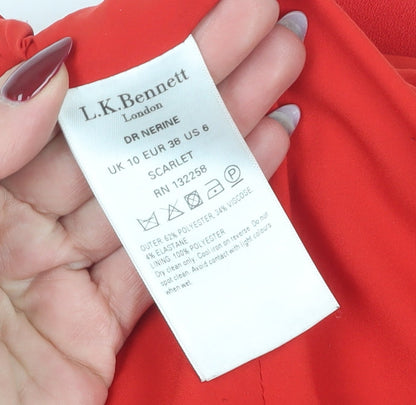 L.K.Bennett
London
DR NERINE
UK 10 EUR 38 US 6
SCARLET
RN 132258
OUTER: 62% POLYESTER, 34% VISCOSE,
4% ELASTANE
LINING: 100% POLYESTER
Dry clean only. Cool iron on reverse. Do not
soak. Avoid contact with light colours
when wet.